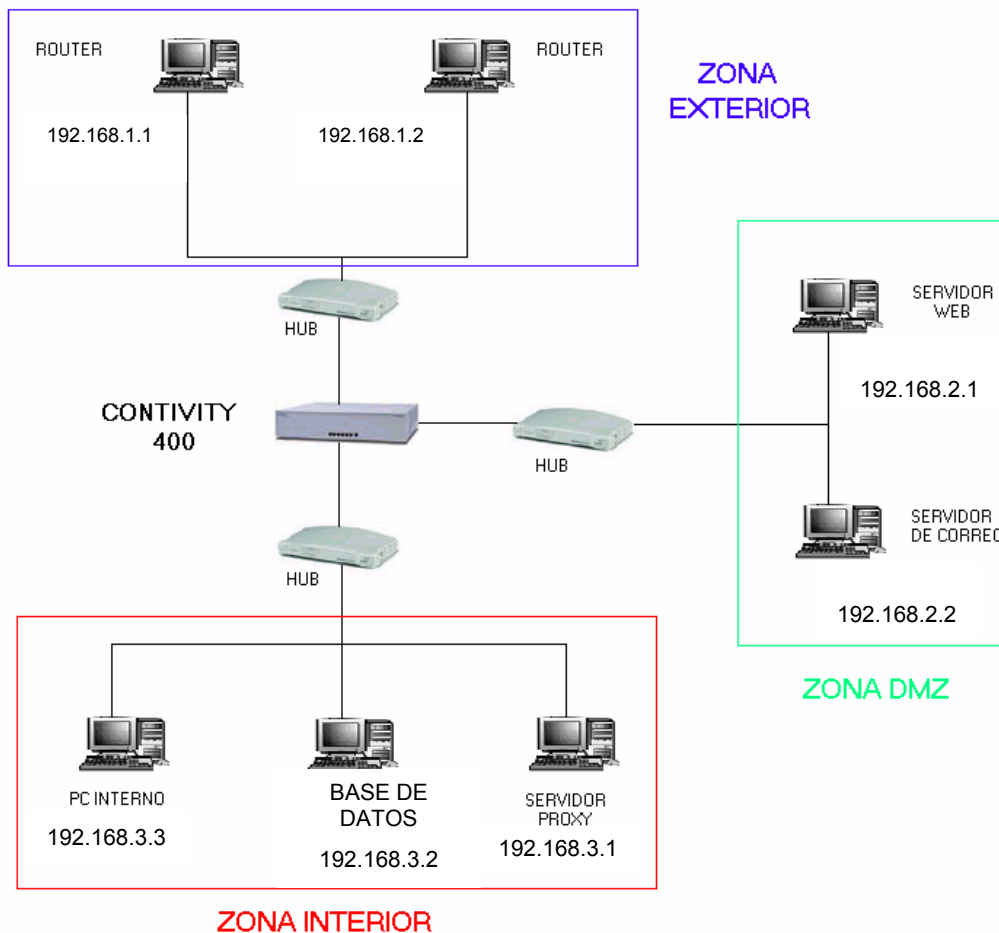 ROUTER
ROUTER
192.168.1.1
192.168.1.2
ZONA
EXTERIOR
HUB
SERVIDOR
WEB
192.168.2.1
CONTIVITY
400
HUB
SERVIDOR
DE CORREO
192.168.2.2
HUB
ZONA DMZ
PC INTERNO
192.168.3.3
BASE DE
DATOS
192.168.3.2
SERVIDOR
PROXY
192.168.3.1
ZONA INTERIOR